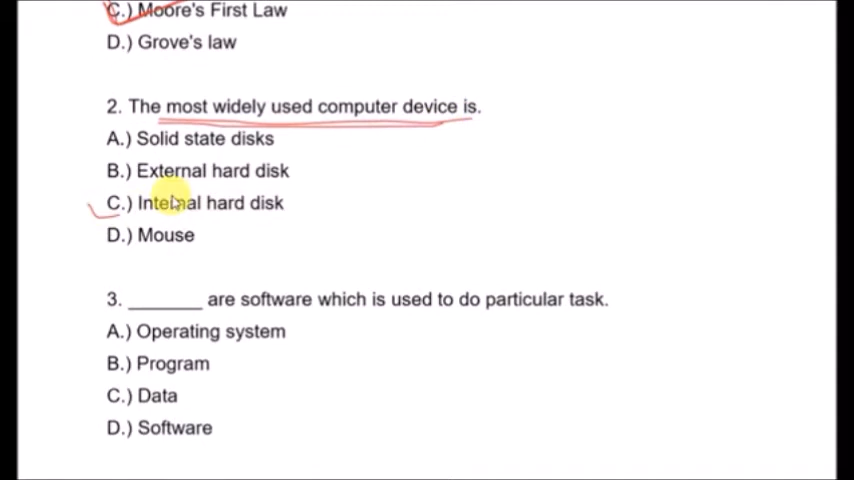 C.) Moore's First Law
D.) Grove's law
2. The most widely used computer device is.
A.) Solid state disks
B.) External hard disk
C.) Internal hard disk
D.) Mouse
3. _______ are software which is used to do particular task.
A.) Operating system
B.) Program
C.) Data
D.) Software